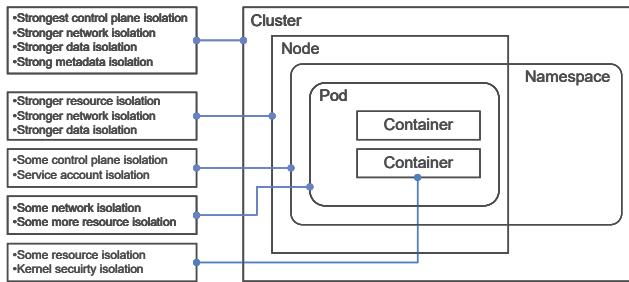 •Strongest control plane isolation
•Stronger network isolation
•Stronger data isolation
•Strong metadata isolation
•Stronger resource isolation
•Stronger network isolation
•Stronger data isolation
•Some control plane isolation
•Service account isolation
•Some network isolation
•Some more resource isolation
•Some resource isolation
•Kernel secuirty isolation
Cluster
Node
Namespace
Pod
Container
Container